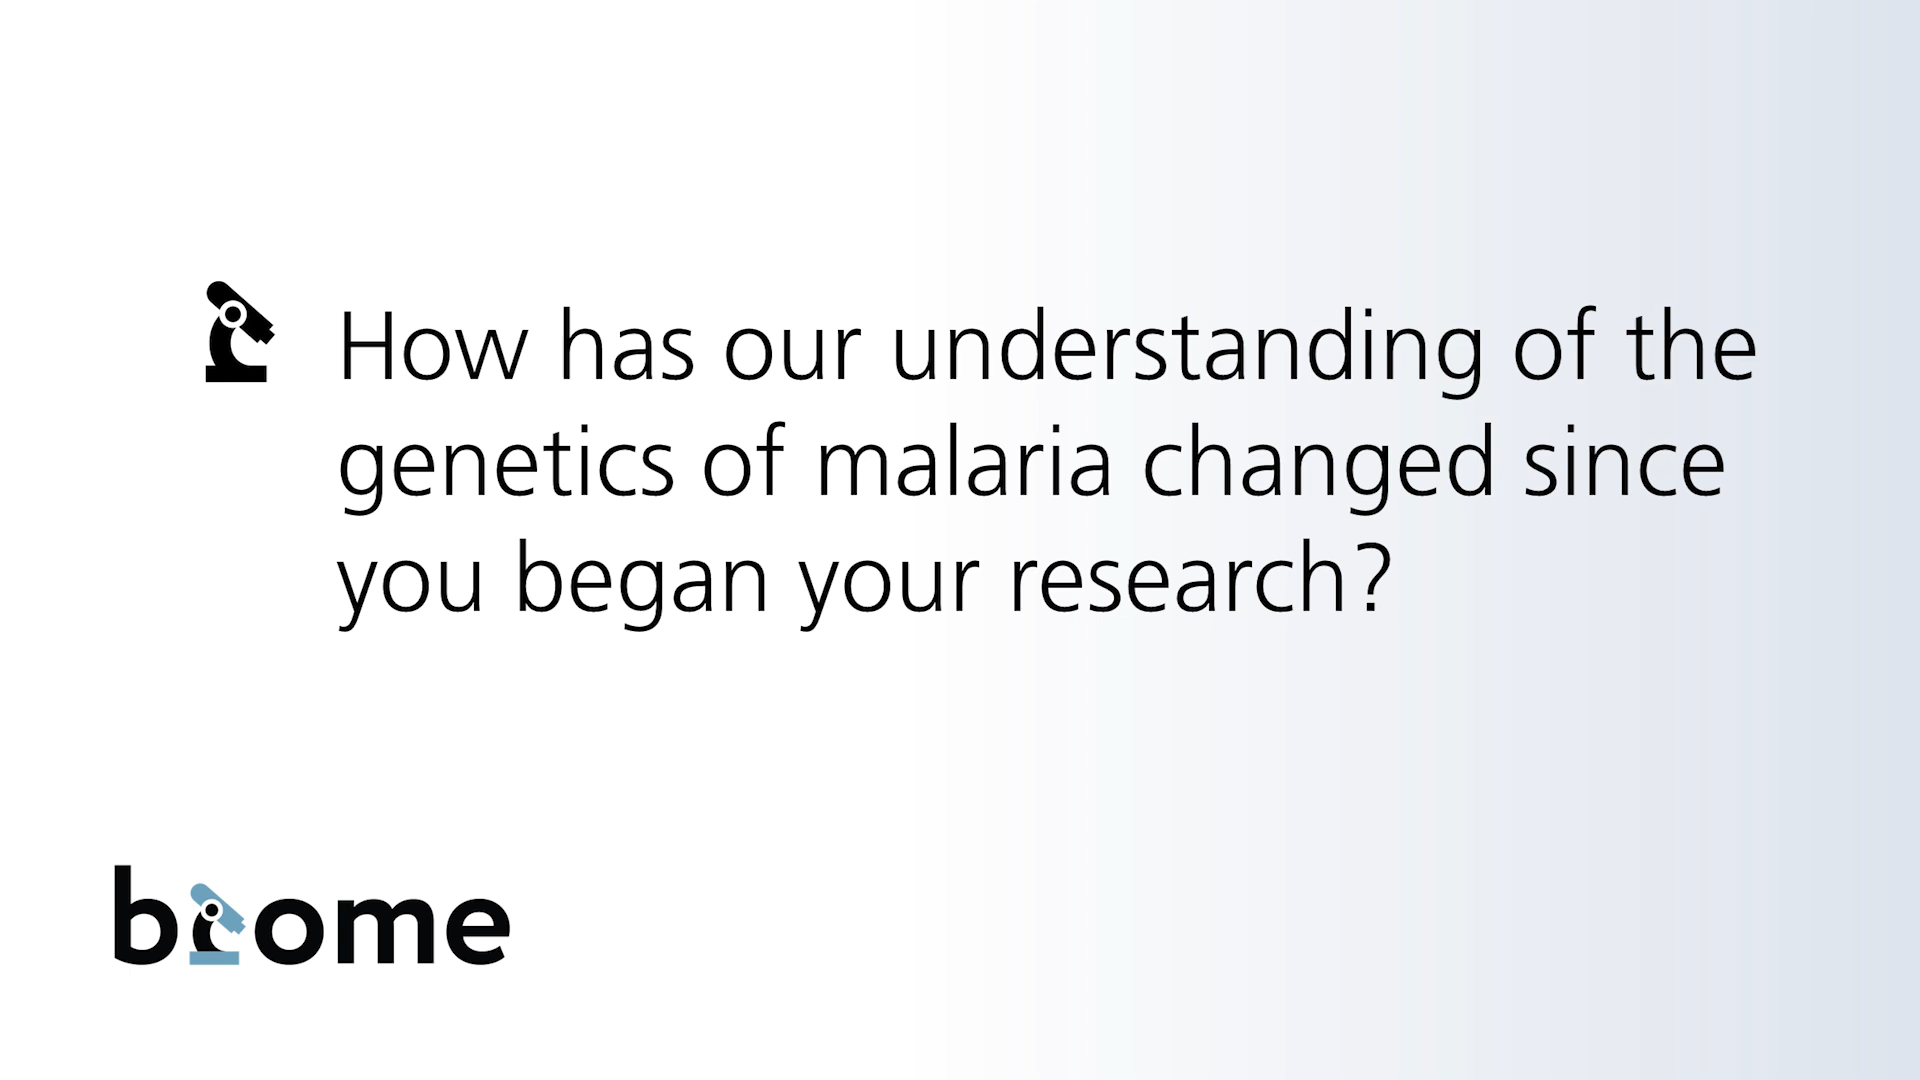 How has our understanding of the
genetics of malaria changed since
you began your research?
biome